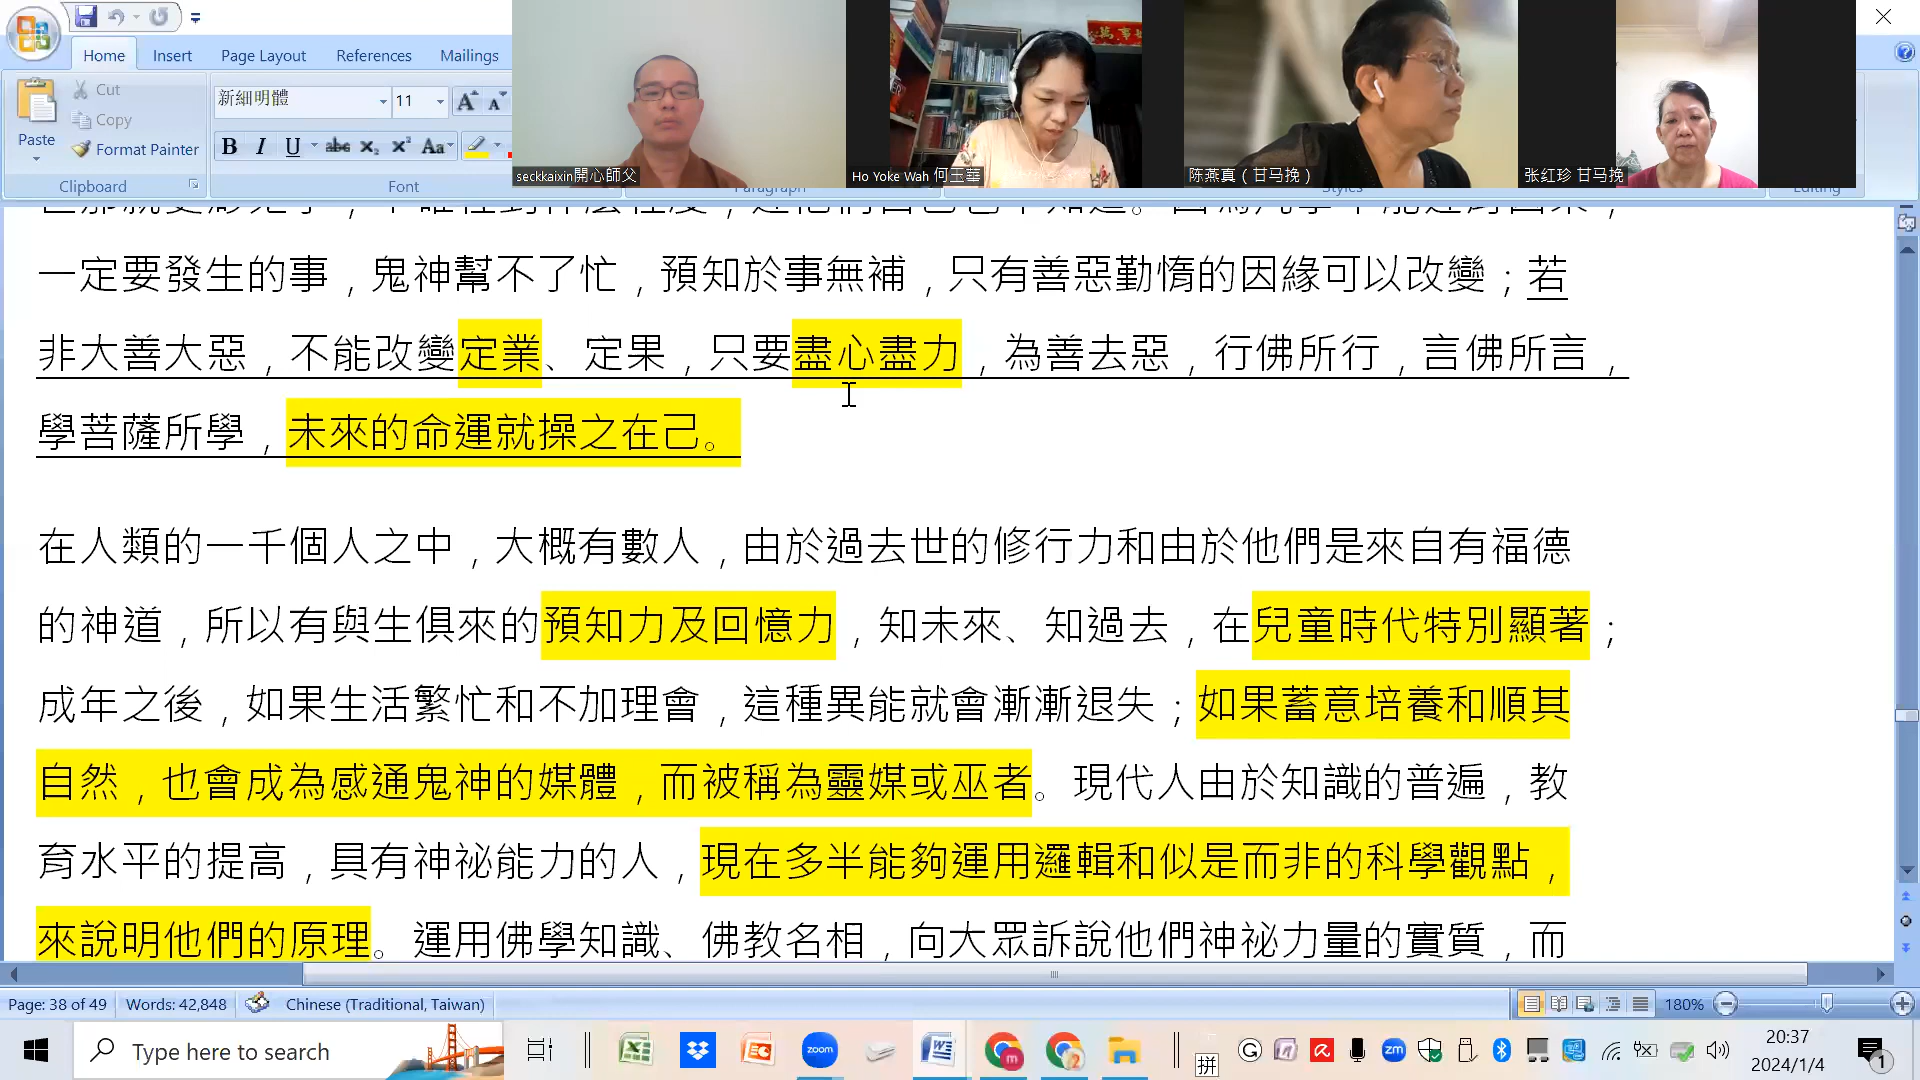 Home Insert Page Layout References Mailings
Paste Cut
Copy
Format Painter
新細明體 11
Clipboard Font
seckkaixin開心師父
Ho Yoke Wah 何玉華
陈燕真（甘马挽）
张红珍 甘马挽
一定要發生的事，鬼神幫不了忙，預知於事無補，只有善惡勤惰的因緣可以改變；若
非大善大惡，不能改變定業、定果，只要盡心盡力，為善去惡，行佛所行，言佛所言，
學菩薩所學，未來的命運就操之在己。
在人類的一千個人之中，大概有數人，由於過去世的修行力和由於他們是來自有福德
的神道，所以有與生俱來的預知力及回憶力，知未來、知過去，在兒童時代特別顯著；
成年之後，如果生活繁忙和不加理會，這種異能就會漸漸退失；如果蓄意培養和順其
自然，也會成為感通鬼神的媒體，而被稱為靈媒或巫者。現代人由於知識的普遍，教
育水平的提高，具有神祕能力的人，現在多半能夠運用邏輯和似是而非的科學觀點，
來說明他們的原理。運用佛學知識、佛教名相，向大眾訴說他們神祕力量的實質，而
Page: 38 of 49 Words: 42,848 Chinese (Traditional, Taiwan) 180%
Type here to search
zoom
拼
20:37
2024/1/4
1